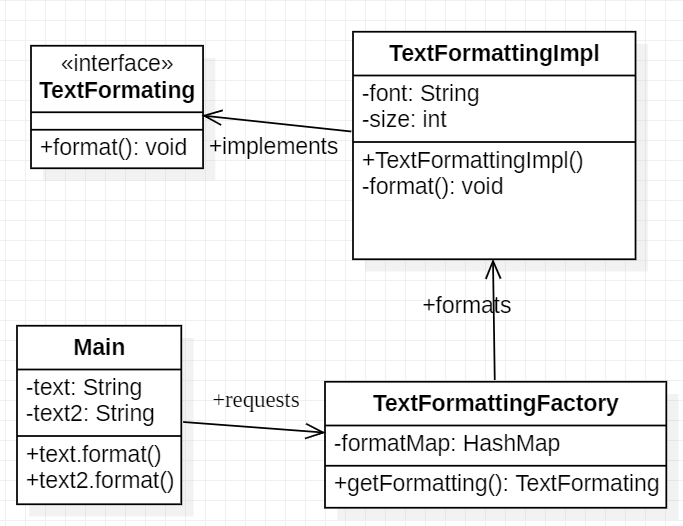 «interface»
TextFormating
+format(): void
+implements
TextFormattingImpl
-font: String
-size: int
+TextFormattingImpl()
-format(): void
+formats
Main
-text: String
-text2: String
+text.format()
+text2.format()
+requests
TextFormattingFactory
-formatMap: HashMap
+getFormatting(): TextFormating